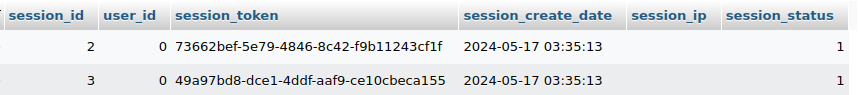 session_id user_id session_token session_create_date session_ip session_status
2 0 73662bef-5e79-4846-8c42-f9b11243cf1f 2024-05-17 03:35:13 1
3 0 49a97bd8-dce1-4ddf-aaf9-ce10cbeca155 2024-05-17 03:35:13 1